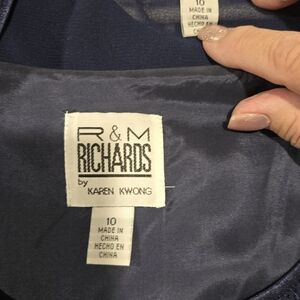 10
MADE IN
CHINA
HECHO EN
R & M
RICHARDS
by
KAREN KWONG
10
MADE IN
CHINA
HECHO EN
CHINA